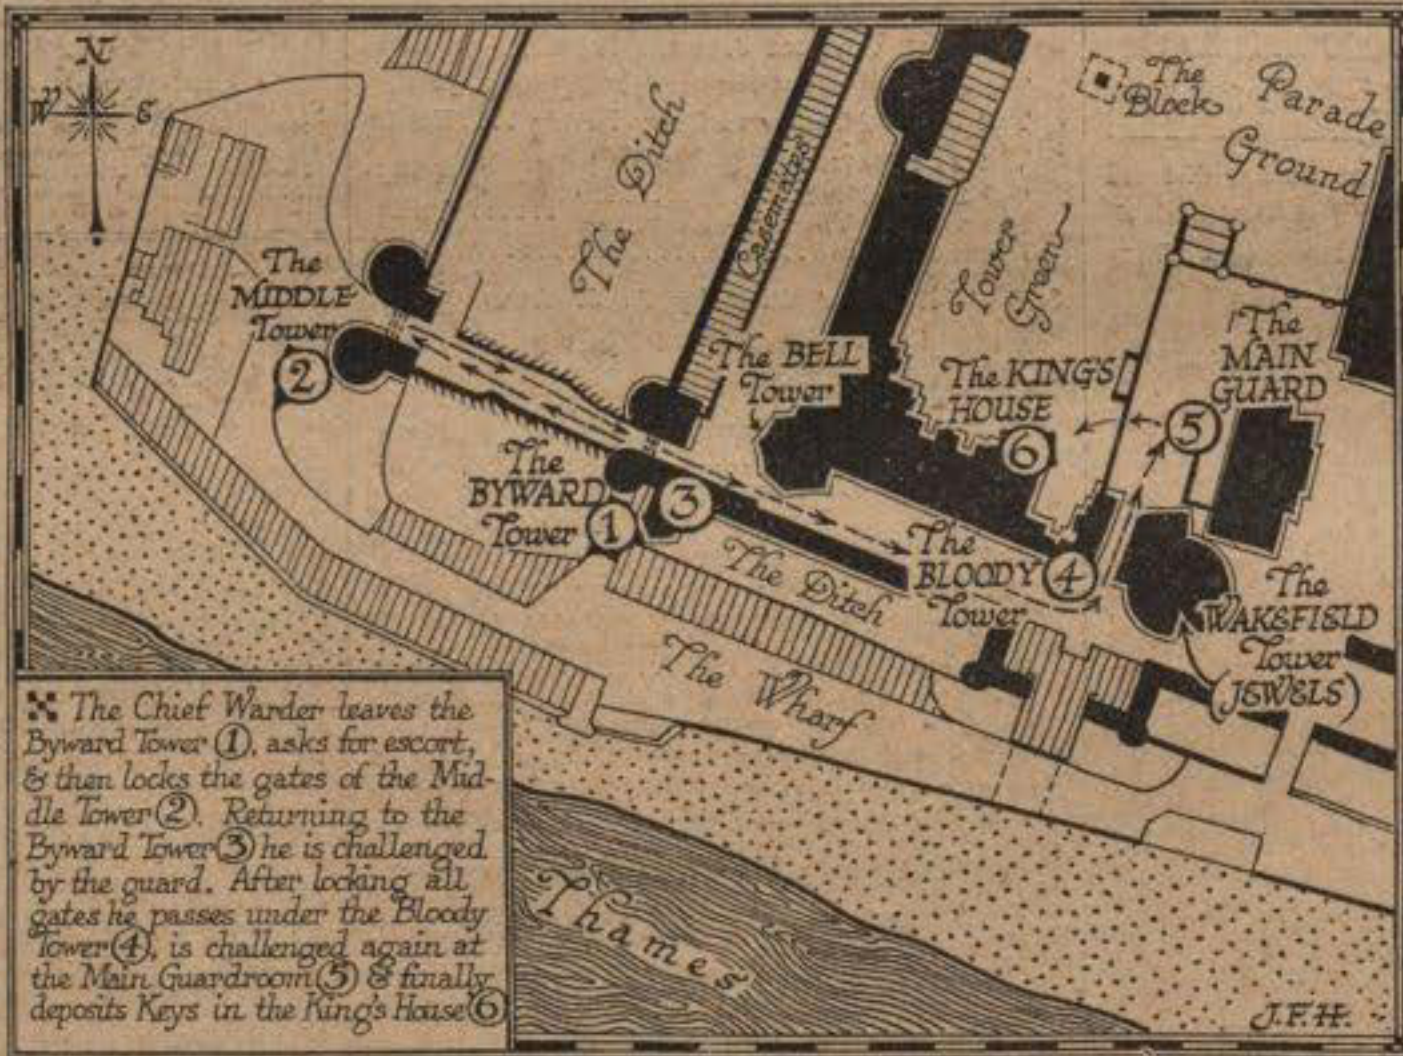 N
W
E
The Block
Parade Ground
The Ditch
Casemates
Tower Green
The
MIDDLE
Tower
2
The BELL
Tower
The KING'S
HOUSE
6
The
MAIN
GUARD
5
The
BYWARD
Tower
1
3
The
BLOODY
Tower
4
The Ditch
The
WAKEFIELD
Tower
(JEWELS)
The Wharf
The Chief Warder leaves the
Byward Tower (1), asks for escort,
& then locks the gates of the Mid-
dle Tower (2). Returning to the
Byward Tower (3) he is challenged
by the guard. After locking all
gates he passes under the Bloody
Tower (4), is challenged again at
the Main Guardroom (5) & finally
deposits Keys in the King's House (6)
Thames
J.F.H.